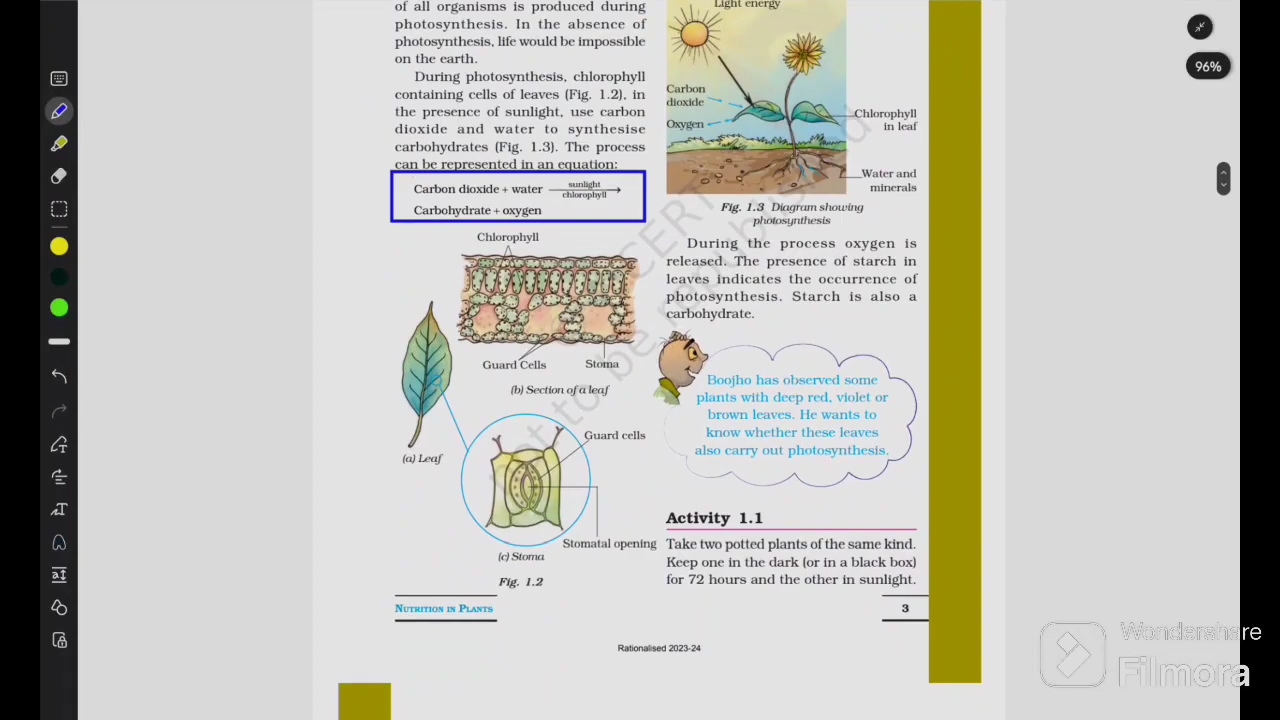 of all organisms is produced during
photosynthesis. In the absence of
photosynthesis, life would be impossible
on the earth.
During photosynthesis, chlorophyll
containing cells of leaves (Fig. 1.2), in
the presence of sunlight, use carbon
dioxide and water to synthesise
carbohydrates (Fig. 1.3). The process
can be represented in an equation:
Carbon dioxide + water sunlight
chlorophyll
Carbohydrate + oxygen
Chlorophyll
Guard Cells
Stoma
(b) Section of a leaf
(a) Leaf
Guard cells
Stomatal opening
(c) Stoma
Fig. 1.2
NUTRITION IN PLANTS
Light energy
Carbon
dioxide
Oxygen
Chlorophyll
in leaf
Water and
minerals
Fig. 1.3 Diagram showing
photosynthesis
During the process oxygen is
released. The presence of starch in
leaves indicates the occurrence of
photosynthesis. Starch is also a
carbohydrate.
Boojho has observed some
plants with deep red, violet or
brown leaves. He wants to
know whether these leaves
also carry out photosynthesis.
Activity 1.1
Take two potted plants of the same kind.
Keep one in the dark (or in a black box)
for 72 hours and the other in sunlight.
3
Rationalised 2023-24
96%
Wondershare
Filmora